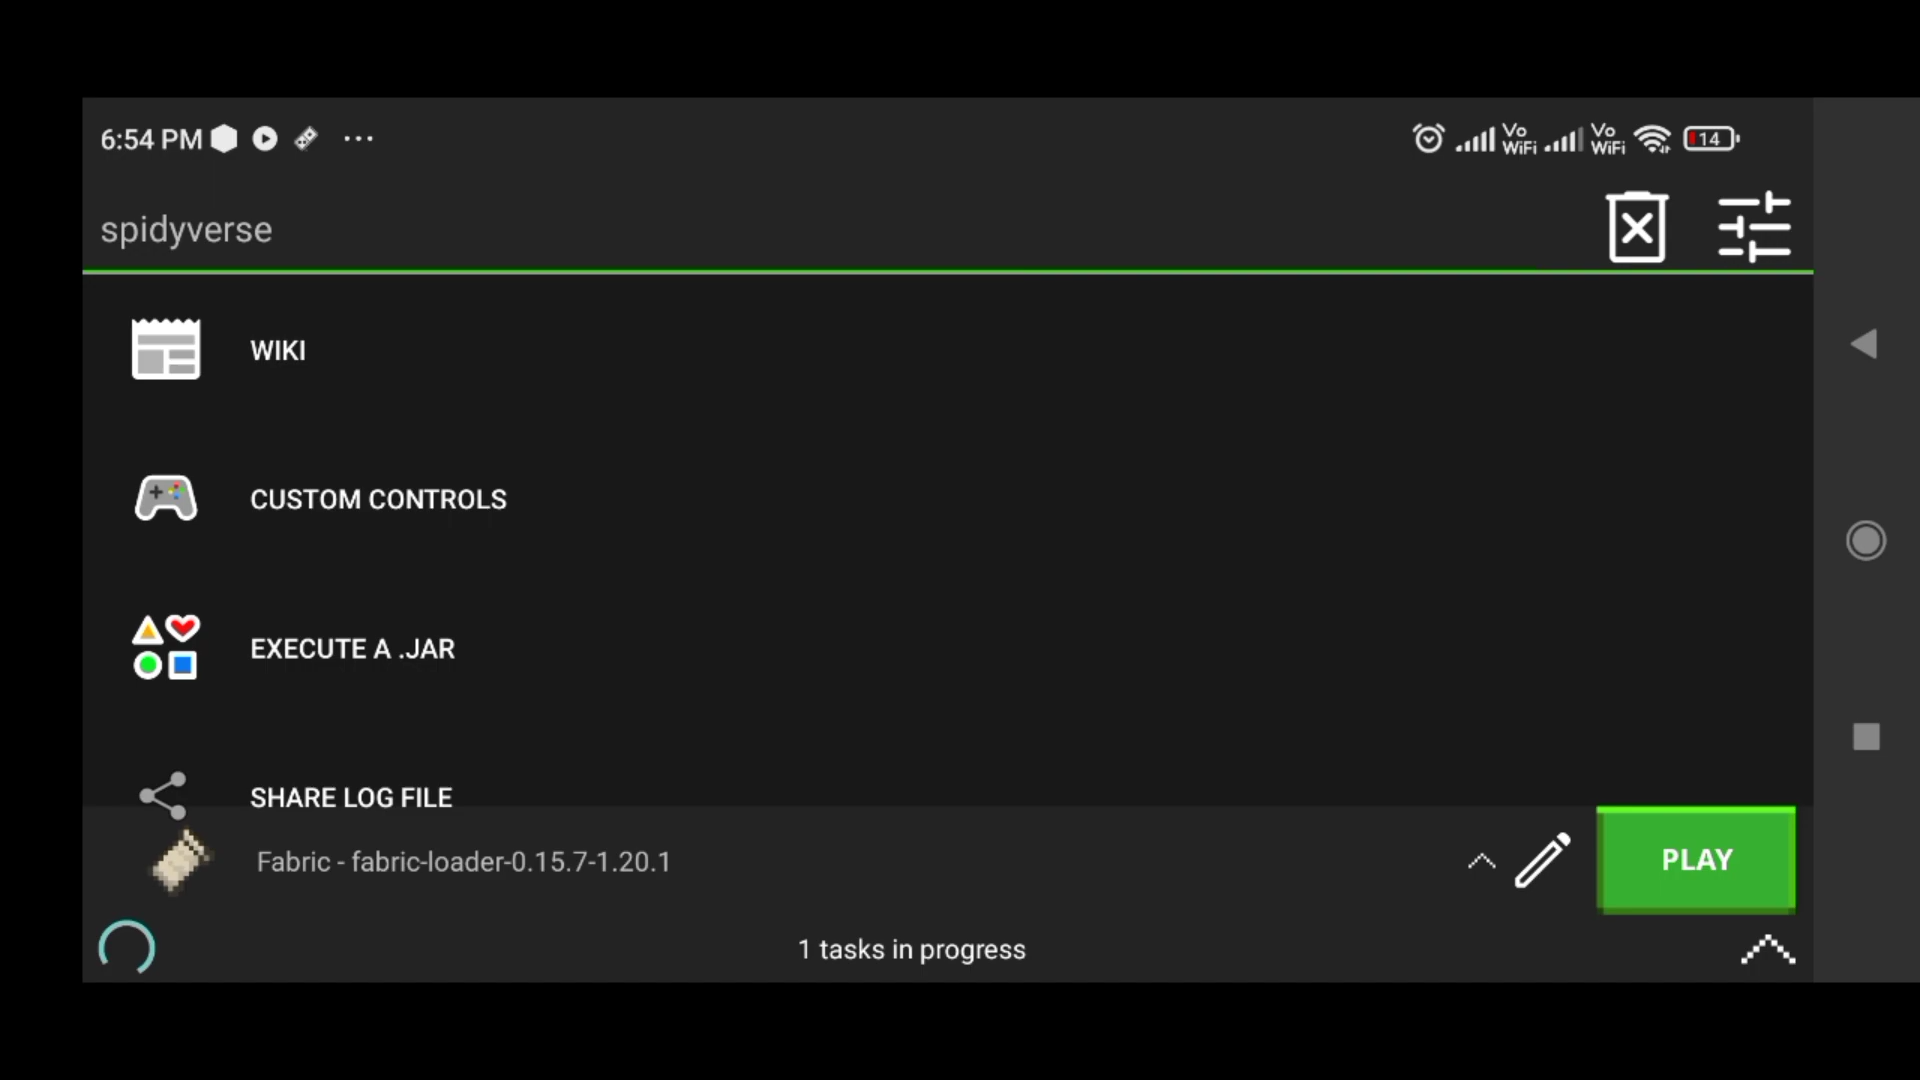 6:54 PM
Vo WiFi
Vo WiFi
14
spidyverse
WIKI
CUSTOM CONTROLS
EXECUTE A .JAR
SHARE LOG FILE
Fabric - fabric-loader-0.15.7-1.20.1
PLAY
1 tasks in progress